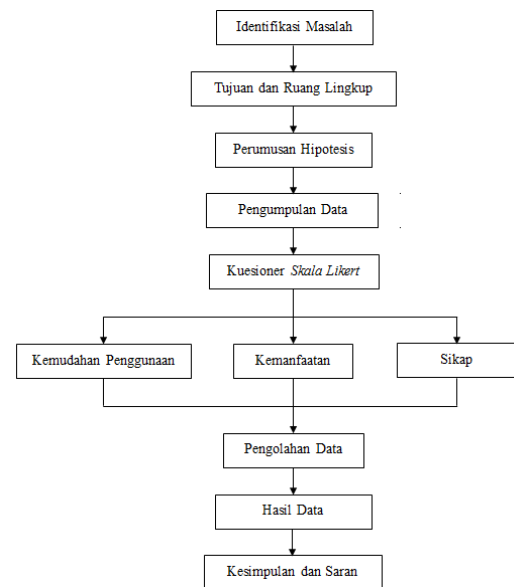 Identifikasi Masalah
Tujuan dan Ruang Lingkup
Perumusan Hipotesis
Pengumpulan Data
Kuesioner Skala Likert
Kemudahan Penggunaan
Kemanfaatan
Sikap
Pengolahan Data
Hasil Data
Kesimpulan dan Saran